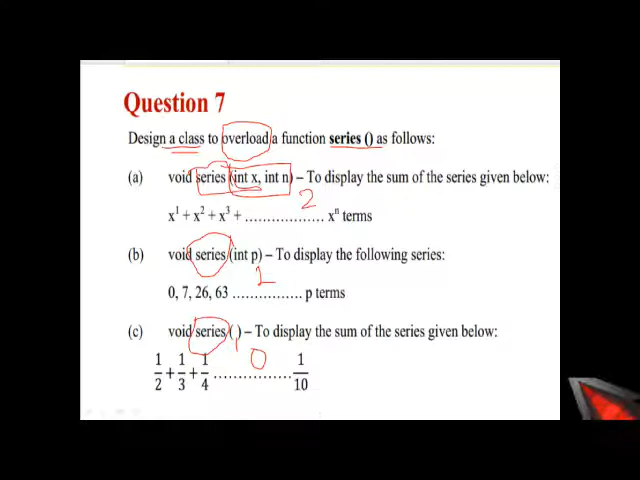 Question 7
Design a class to overload a function series () as follows:
(a) void series (int x, int n) – To display the sum of the series given below:
2
x¹ + x² + x³ + .................... xⁿ terms
(b) void series (int p) – To display the following series:
1
0, 7, 26, 63 ................ p terms
(c) void series ( ) – To display the sum of the series given below:
0
1/2 + 1/3 + 1/4 .................. 1/10